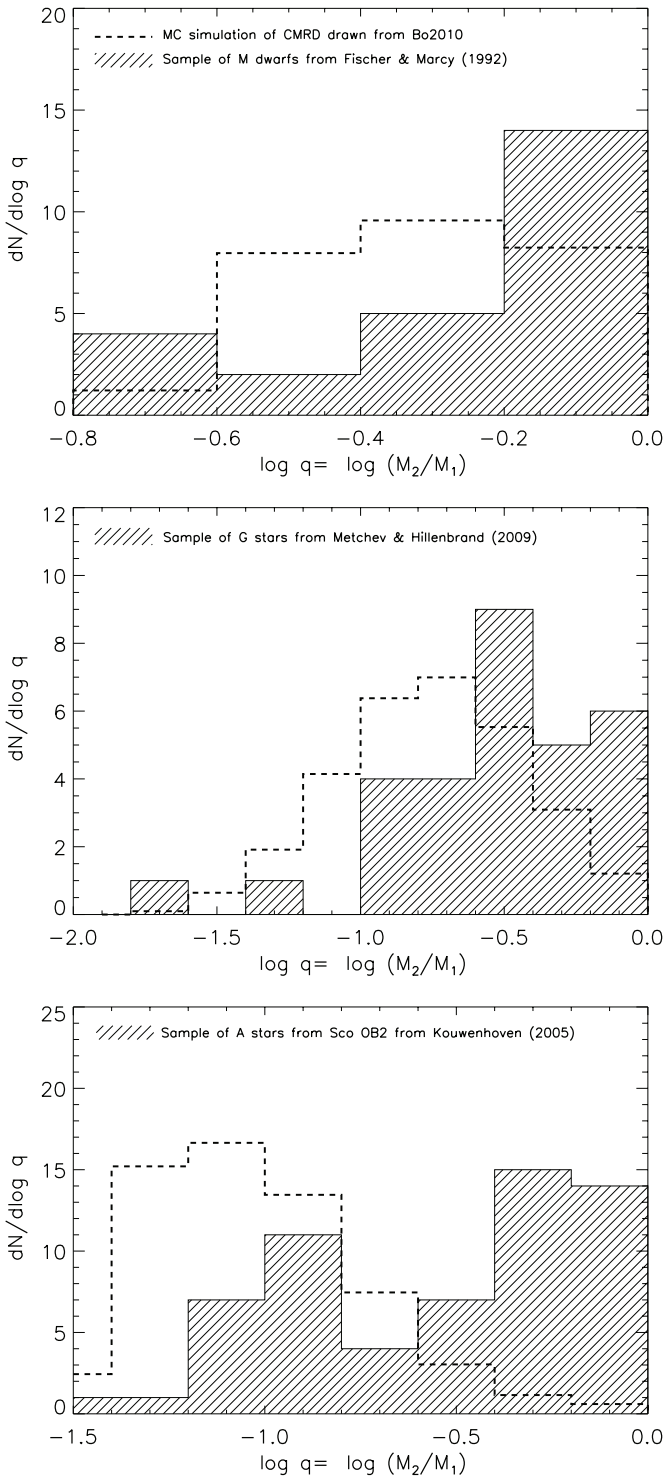 20
MC simulation of CMRD drawn from Bo2010
Sample of M dwarfs from Fischer & Marcy (1992)
15
10
5
0
dN/dlog q
−0.8 −0.6 −0.4 −0.2 0.0
log q= log (M₂/M₁)
12
Sample of G stars from Metchev & Hillenbrand (2009)
10
8
6
4
2
0
dN/dlog q
−2.0 −1.5 −1.0 −0.5 0.0
log q= log (M₂/M₁)
25
Sample of A stars from Sco OB2 from Kouwenhoven (2005)
20
15
10
5
0
dN/dlog q
−1.5 −1.0 −0.5 0.0
log q= log (M₂/M₁)